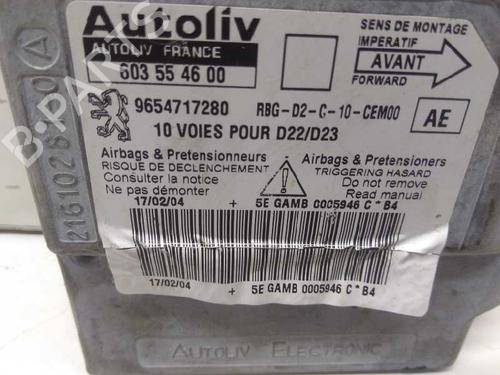 Autoliv
AUTOLIV FRANCE
603 55 46 00
SENS DE MONTAGE
IMPERATIF
AVANT
FORWARD
9654717280
RBG-D2-C-10-CEM00
AE
10 VOIES POUR D22/D23
Airbags & Pretensionneurs
RISQUE DE DECLENCHEMENT
Consulter la notice
Ne pas démonter
Airbags & Pretensioners
TRIGGERING HASARD
Do not remove
Read manual
17/02/04 + 5E GAMB 0005946 C * B4
17/02/04 + 5E GAMB 0005946 C * B4
AUTOLIV ELECTRONIC
A